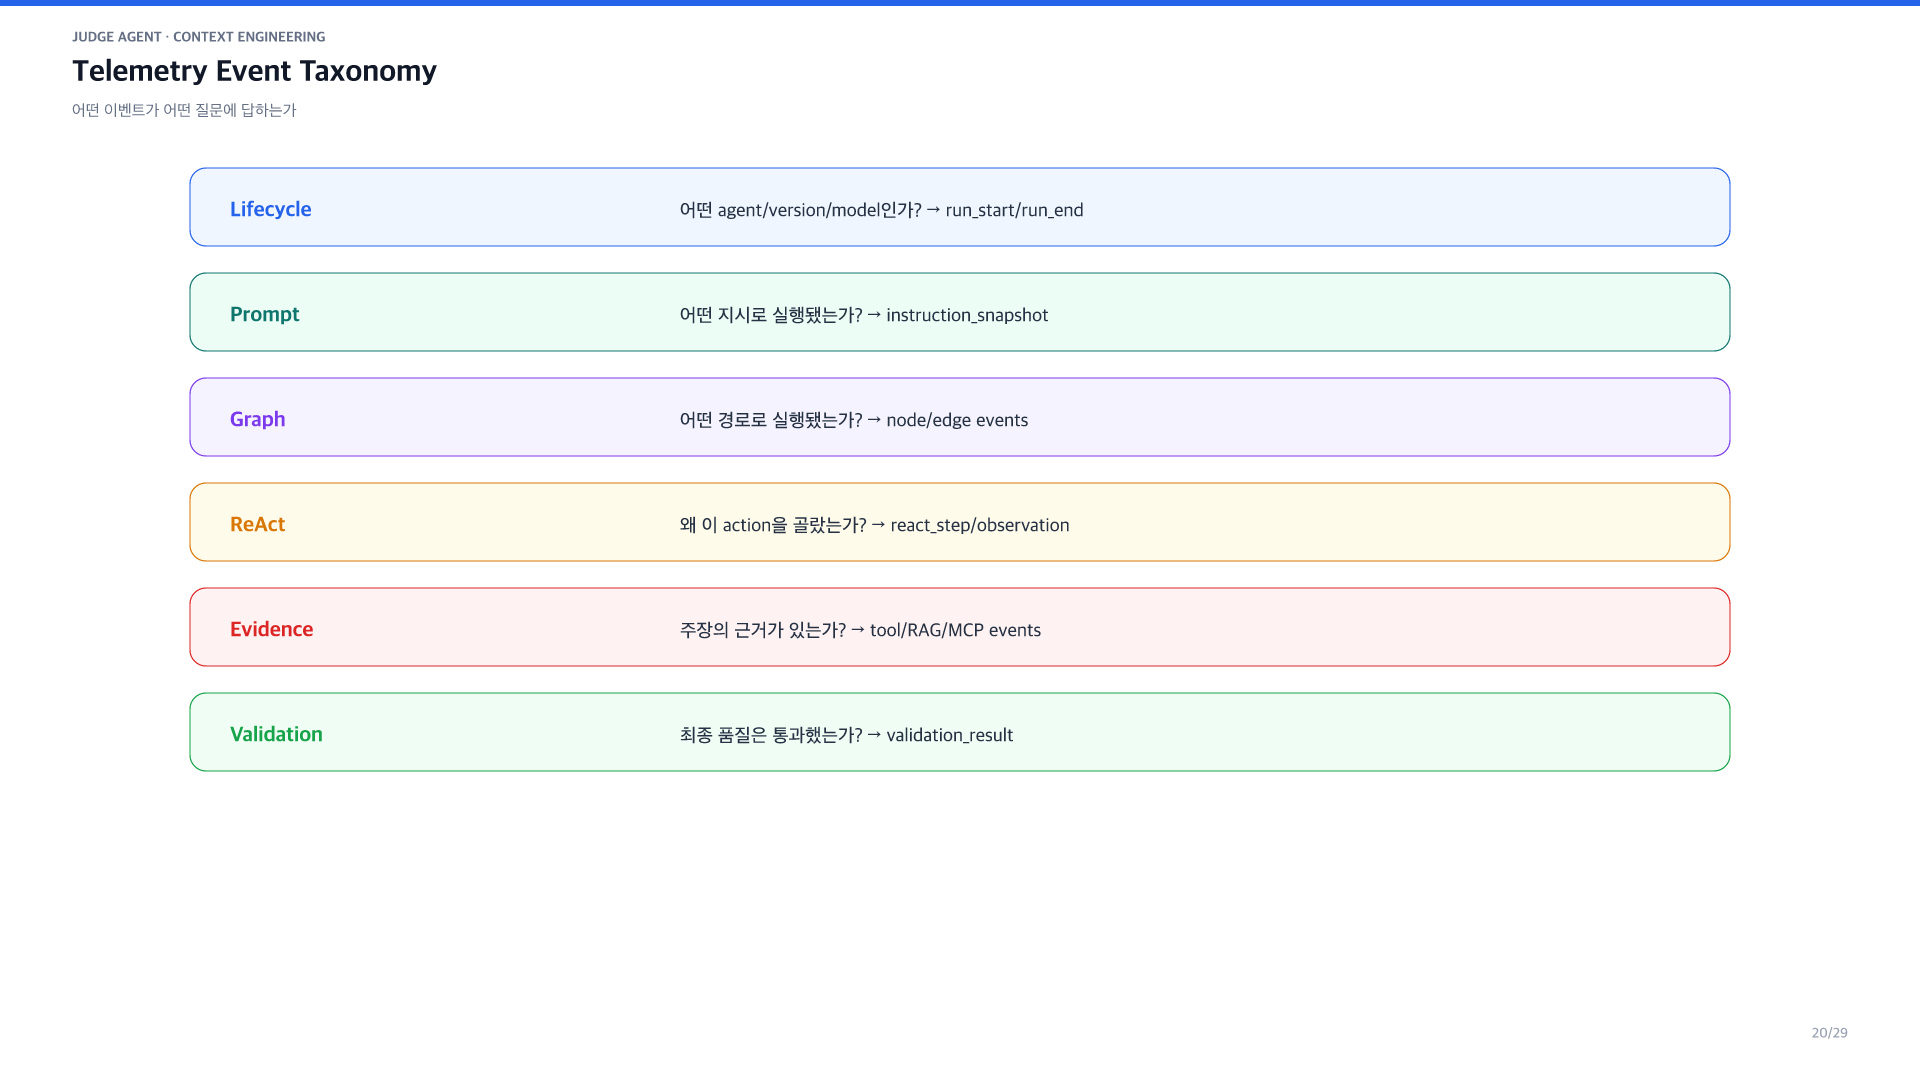 JUDGE AGENT · CONTEXT ENGINEERING
Telemetry Event Taxonomy
어떤 이벤트가 어떤 질문에 답하는가
Lifecycle
어떤 agent/version/model인가? → run_start/run_end
Prompt
어떤 지시로 실행됐는가? → instruction_snapshot
Graph
어떤 경로로 실행됐는가? → node/edge events
ReAct
왜 이 action을 골랐는가? → react_step/observation
Evidence
주장의 근거가 있는가? → tool/RAG/MCP events
Validation
최종 품질은 통과했는가? → validation_result
20/29